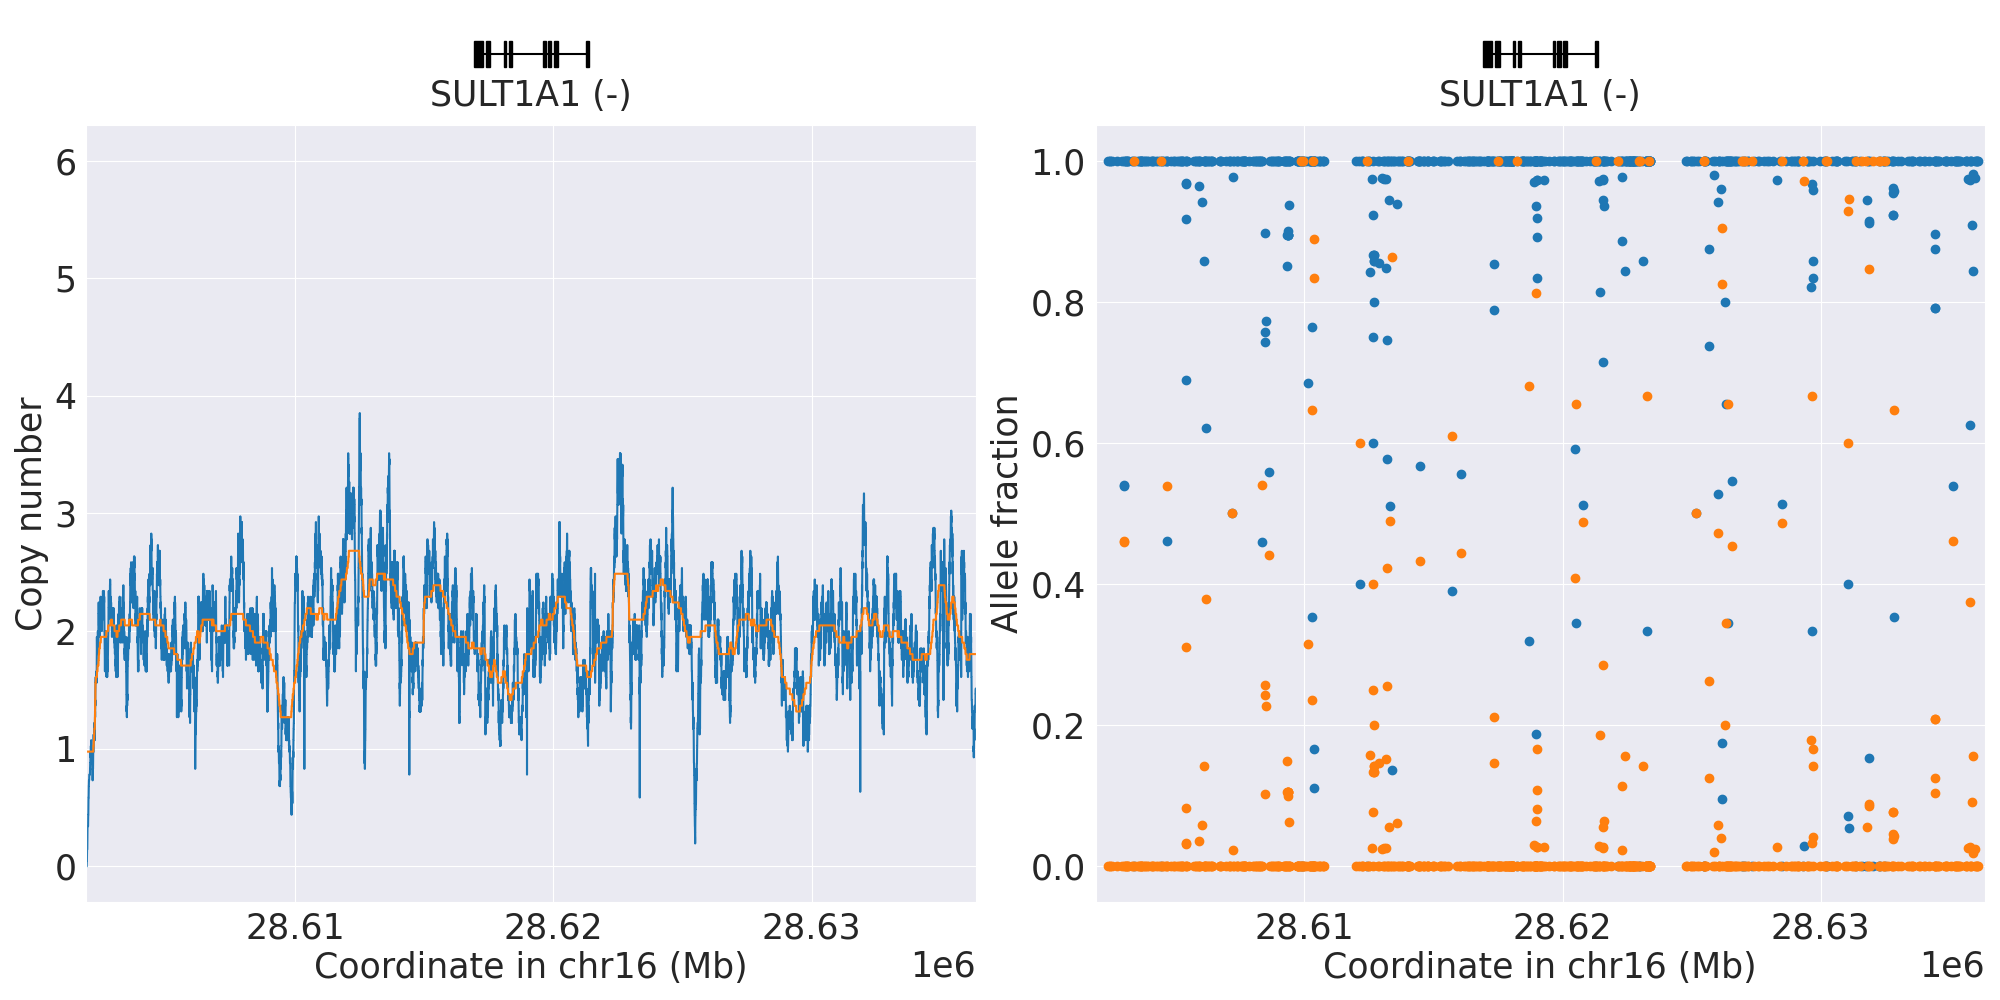 SULT1A1 (-)
6
5
4
3
2
1
0
Copy number
28.61
28.62
28.63
Coordinate in chr16 (Mb)
1e6
SULT1A1 (-)
1.0
0.8
0.6
0.4
0.2
0.0
Allele fraction
28.61
28.62
28.63
Coordinate in chr16 (Mb)
1e6